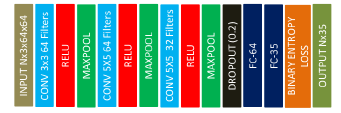 INPUT Nx3x64x64
CONV 3x3 64 Filters
RELU
MAXPOOL
CONV 5X5 64 Filters
RELU
MAXPOOL
CONV 5X5 32 Filters
RELU
MAXPOOL
DROPOUT (0.2)
FC-64
FC-35
BINARY ENTROPY
LOSS
OUTPUT Nx35